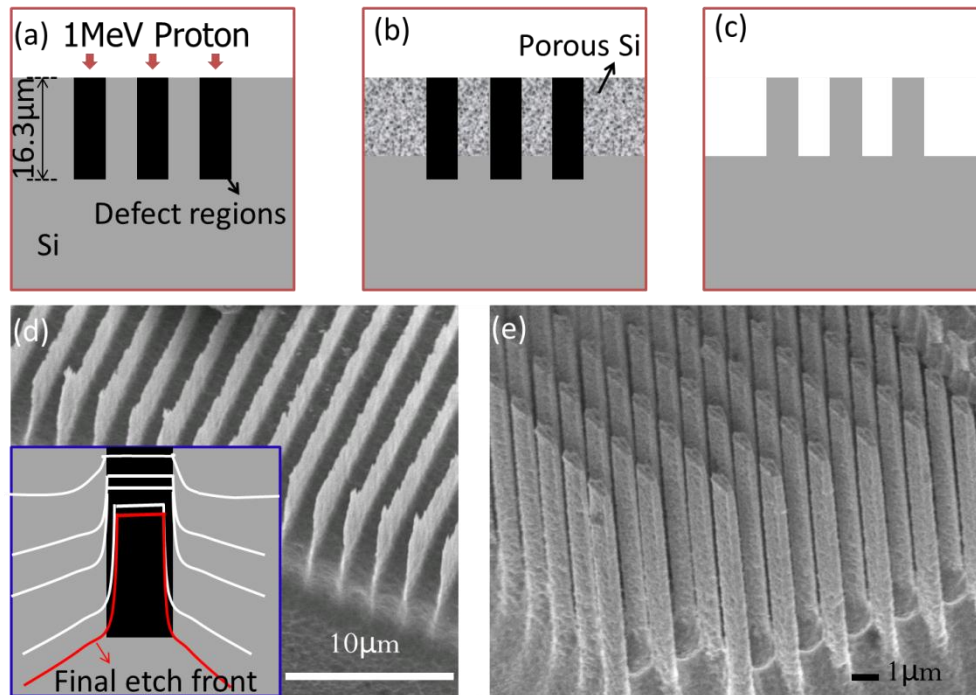 (a)
1MeV Proton
16.3μm
Defect regions
Si
(b)
Porous Si
(c)
(d)
10μm
Final etch front
(e)
1μm